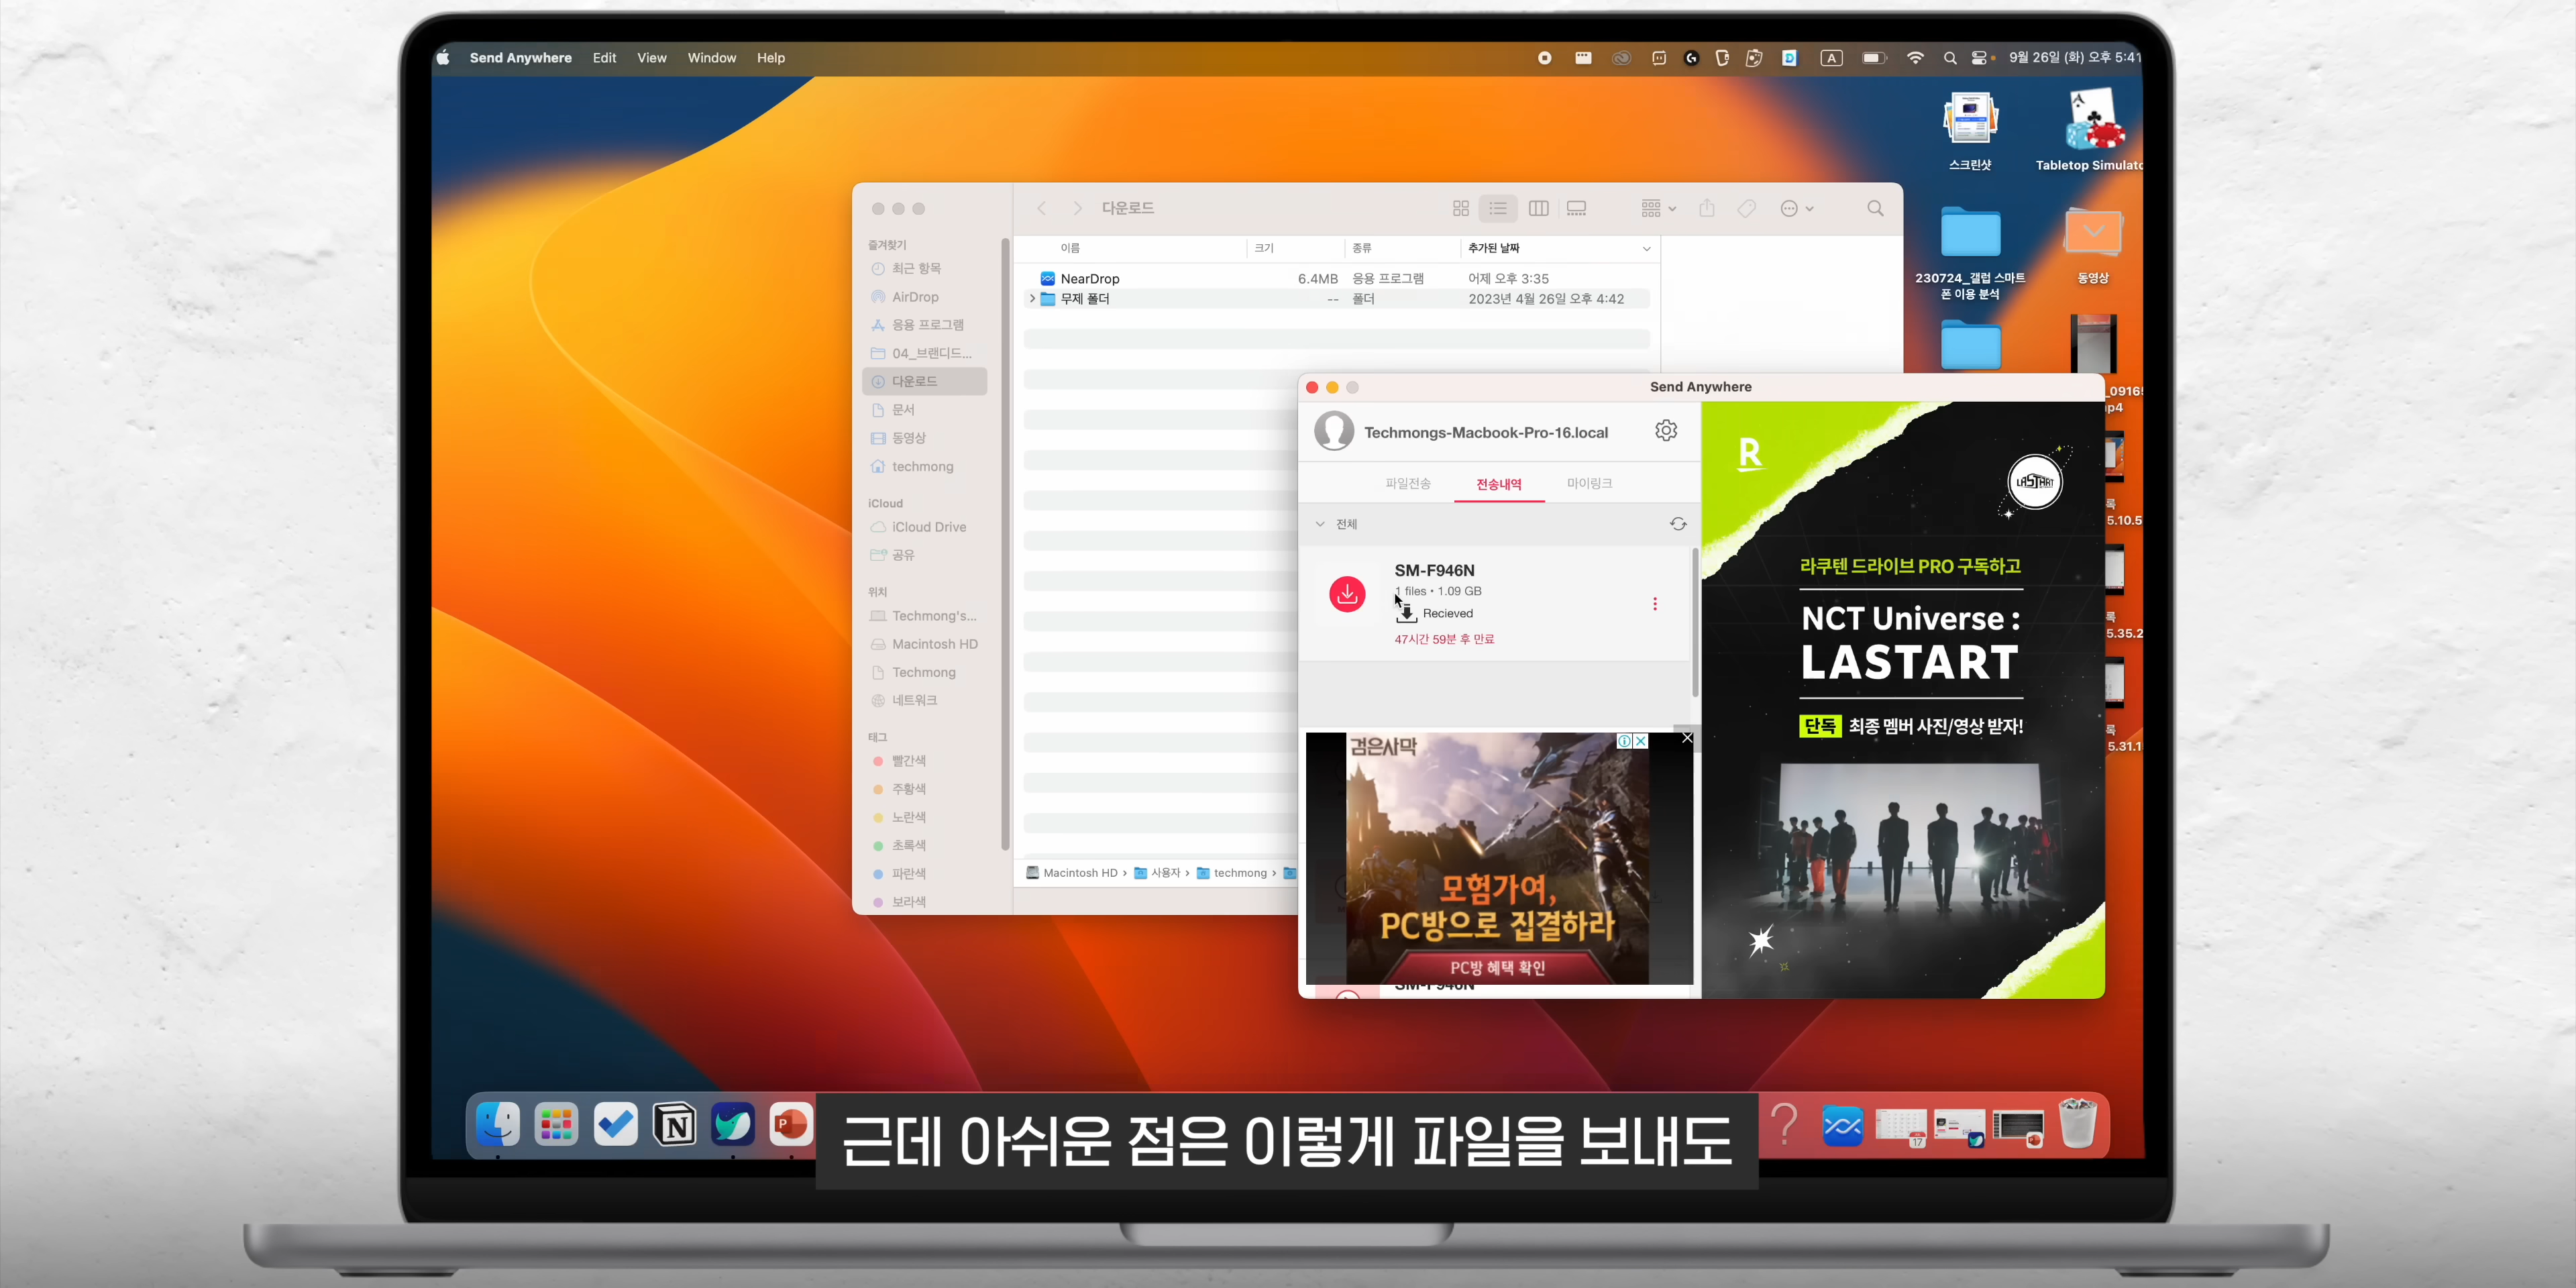 Send Anywhere Edit View Window Help
A 9월 26일 (화) 오후 5:41
스크린샷
Tabletop Simulato
230724_갤럽 스마트
폰 이용 분석
동영상
5.10.5
5.35.2
5.31.1
다운로드
즐겨찾기
최근 항목
AirDrop
응용 프로그램
04_브랜디드...
다운로드
문서
동영상
techmong
iCloud
iCloud Drive
공유
위치
Techmong's...
Macintosh HD
Techmong
네트워크
태그
빨간색
주황색
노란색
초록색
파란색
보라색
이름 크기 종류 추가된 날짜
NearDrop 6.4MB 응용 프로그램 어제 오후 3:35
무제 폴더 -- 폴더 2023년 4월 26일 오후 4:42
Macintosh HD › 사용자 › techmong ›
Send Anywhere
Techmongs-Macbook-Pro-16.local
파일전송 전송내역 마이링크
전체
SM-F946N
1 files • 1.09 GB
Recieved
47시간 59분 후 만료
검은사막
모험가여,
PC방으로 집결하라
PC방 혜택 확인
SM-F946N
R
LASTART
라쿠텐 드라이브 PRO 구독하고
NCT Universe :
LASTART
단독 최종 멤버 사진/영상 받자!
17
근데 아쉬운 점은 이렇게 파일을 보내도